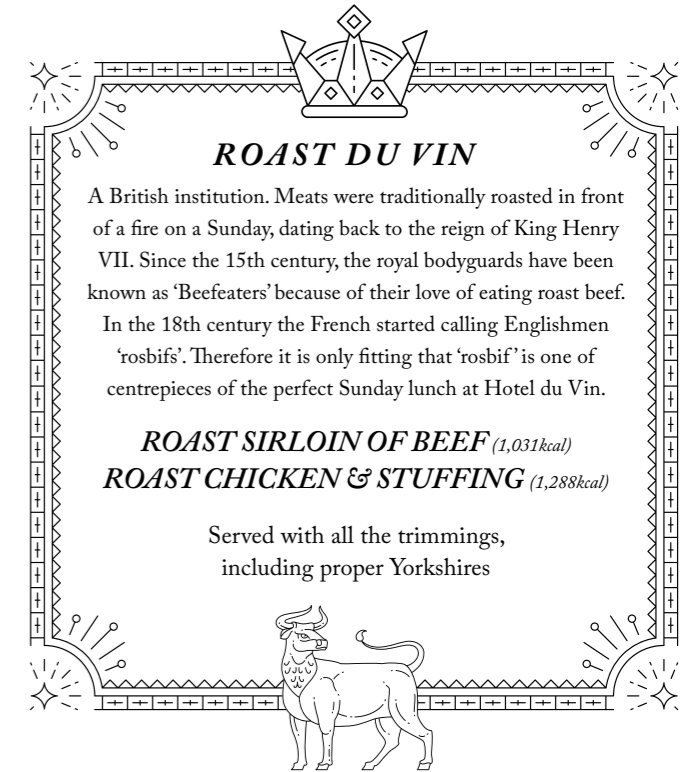 ROAST DU VIN
A British institution. Meats were traditionally roasted in front
of a fire on a Sunday, dating back to the reign of King Henry
VII. Since the 15th century, the royal bodyguards have been
known as ‘Beefeaters’ because of their love of eating roast beef.
In the 18th century the French started calling Englishmen
‘rosbifs’. Therefore it is only fitting that ‘rosbif’ is one of
centrepieces of the perfect Sunday lunch at Hotel du Vin.
ROAST SIRLOIN OF BEEF (1,031kcal)
ROAST CHICKEN & STUFFING (1,288kcal)
Served with all the trimmings,
including proper Yorkshires